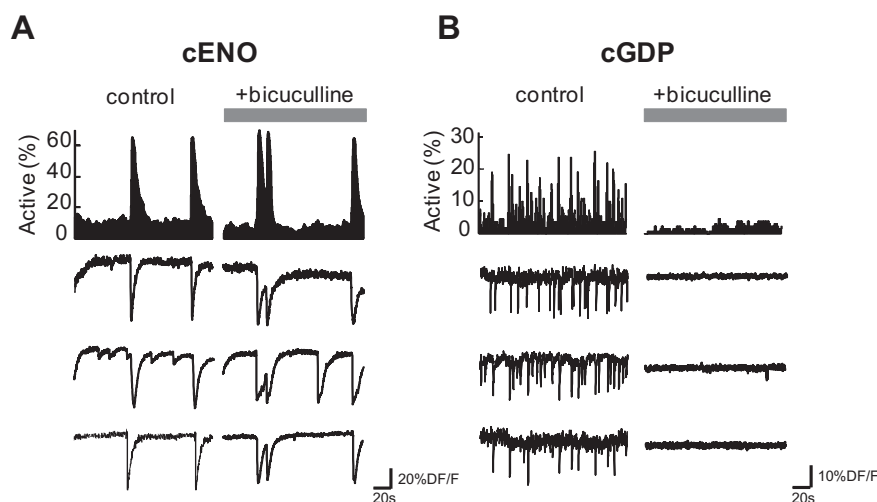 A
cENO
control
+bicuculline
Active (%)
60
40
20
0
20%DF/F
20s
B
cGDP
control
+bicuculline
Active (%)
30
20
10
0
10%DF/F
20s